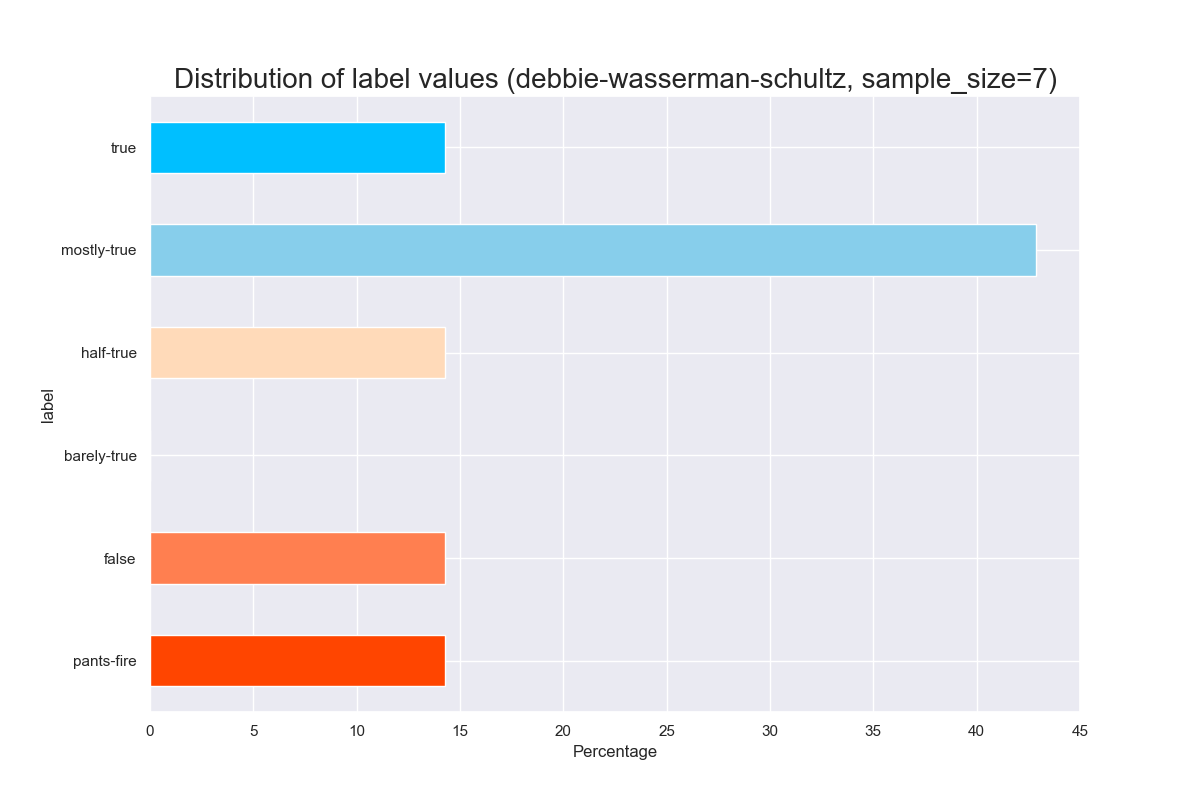 Distribution of label values (debbie-wasserman-schultz, sample_size=7)
true
mostly-true
half-true
label
barely-true
false
pants-fire
0 5 10 15 20 25 30 35 40 45
Percentage